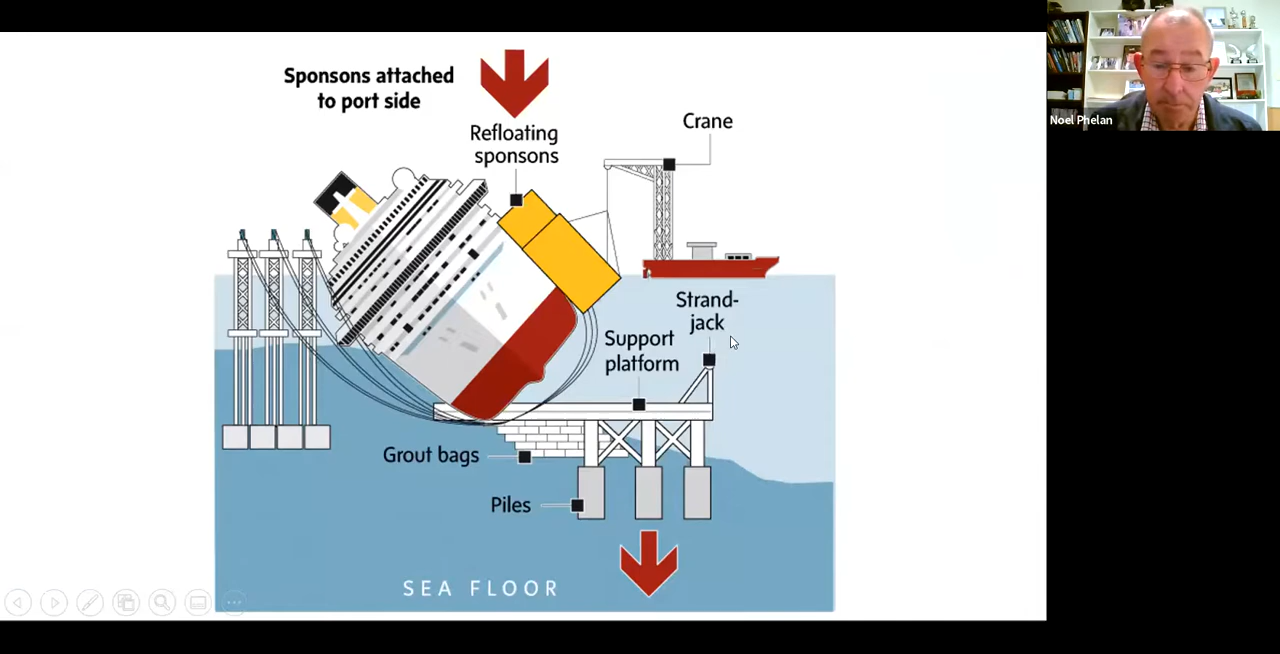 Sponsons attached
to port side
Refloating
sponsons
Crane
Noel Phelan
Strand-
jack
Support
platform
Grout bags
Piles
SEA FLOOR